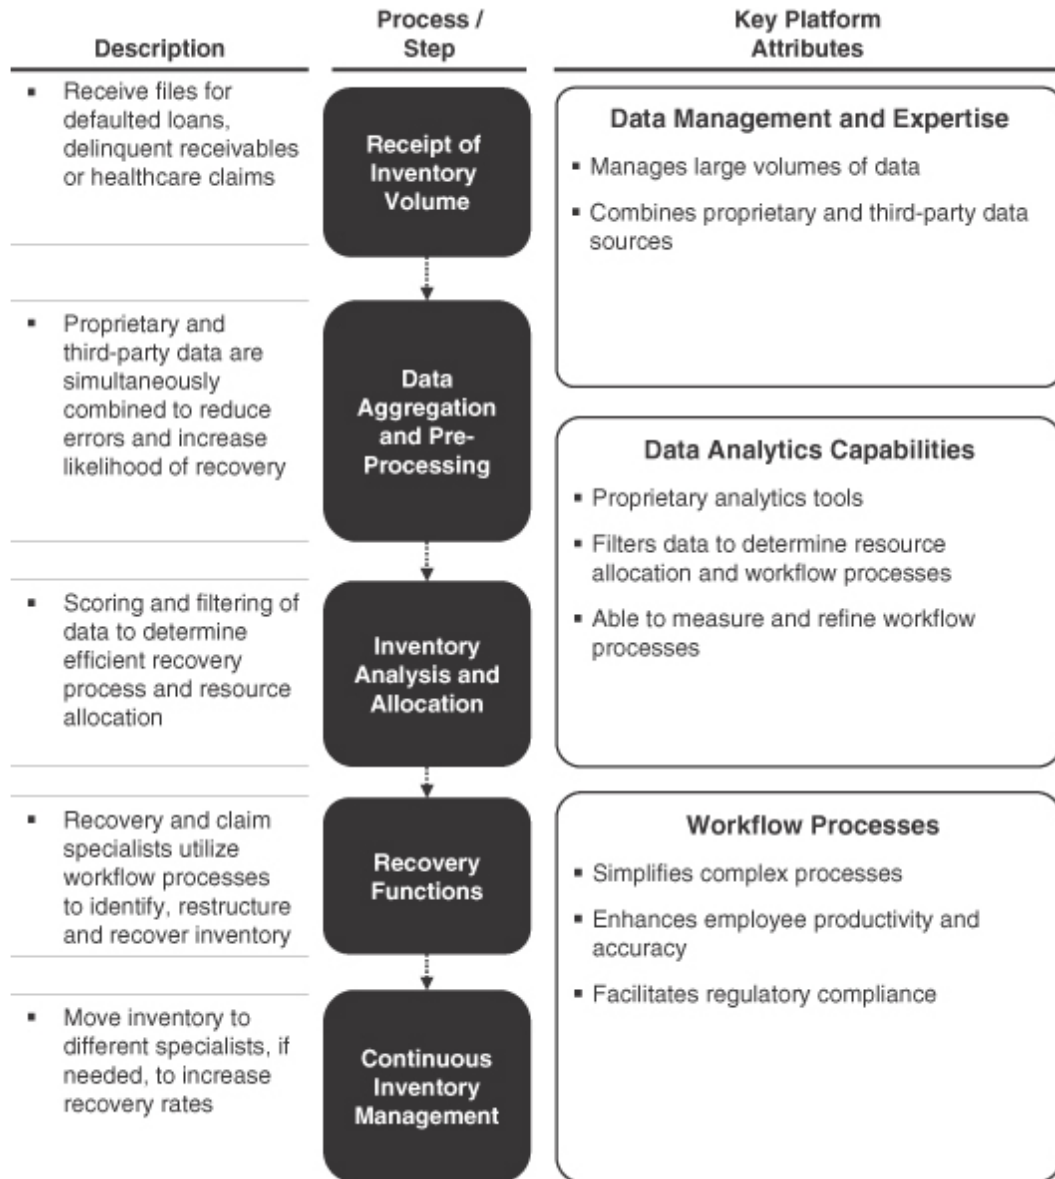 Description
Process /
Step
Key Platform
Attributes
▪ Receive files for
defaulted loans,
delinquent receivables
or healthcare claims
Receipt of
Inventory
Volume
Data Management and Expertise
▪ Manages large volumes of data
▪ Combines proprietary and third-party data
sources
▪ Proprietary and
third-party data are
simultaneously
combined to reduce
errors and increase
likelihood of recovery
Data
Aggregation
and Pre-
Processing
Data Analytics Capabilities
▪ Proprietary analytics tools
▪ Filters data to determine resource
allocation and workflow processes
▪ Able to measure and refine workflow
processes
▪ Scoring and filtering of
data to determine
efficient recovery
process and resource
allocation
Inventory
Analysis and
Allocation
▪ Recovery and claim
specialists utilize
workflow processes
to identify, restructure
and recover inventory
Recovery
Functions
Workflow Processes
▪ Simplifies complex processes
▪ Enhances employee productivity and
accuracy
▪ Facilitates regulatory compliance
▪ Move inventory to
different specialists, if
needed, to increase
recovery rates
Continuous
Inventory
Management